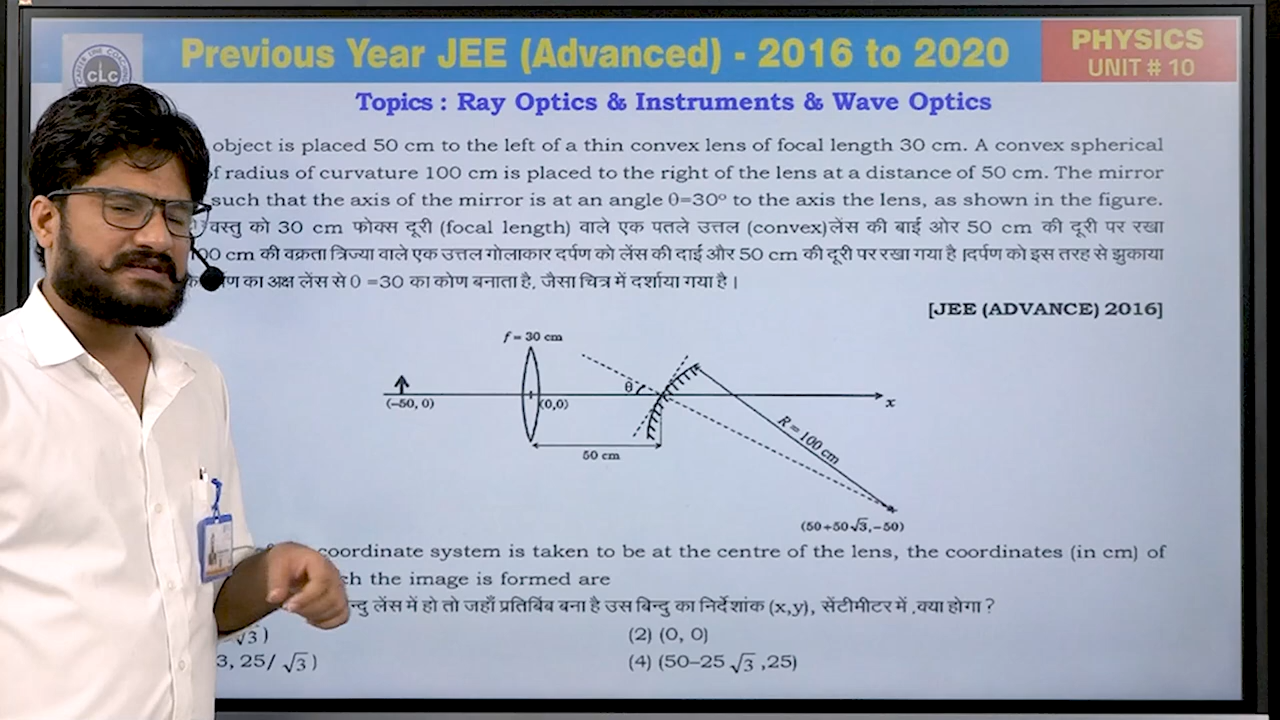 Previous Year JEE (Advanced) - 2016 to 2020
PHYSICS
UNIT # 10
CLC
Topics : Ray Optics & Instruments & Wave Optics
object is placed 50 cm to the left of a thin convex lens of focal length 30 cm. A convex spherical
of radius of curvature 100 cm is placed to the right of the lens at a distance of 50 cm. The mirror
such that the axis of the mirror is at an angle θ=30° to the axis the lens, as shown in the figure.
वस्तु को 30 cm फोक्स दूरी (focal length) वाले एक पतले उत्तल (convex)लेंस की बाई ओर 50 cm की दूरी पर रखा
00 cm की वक्रता त्रिज्या वाले एक उत्तल गोलाकार दर्पण को लेंस की दाई और 50 cm की दूरी पर रखा गया है |दर्पण को इस तरह से झुकाया
का अक्ष लेंस से θ =30 का कोण बनाता है, जैसा चित्र में दर्शाया गया है |
[JEE (ADVANCE) 2016]
f = 30 cm
θ
(–50, 0)
(0,0)
x
R = 100 cm
50 cm
(50+50√3,–50)
coordinate system is taken to be at the centre of the lens, the coordinates (in cm) of
ch the image is formed are
न्दु लेंस में हो तो जहाँ प्रतिबिंब बना है उस बिन्दु का निर्देशांक (x,y), सेंटीमीटर में ,क्या होगा ?
√3)
(2) (0, 0)
3, 25/ √3 )
(4) (50–25 √3 ,25)